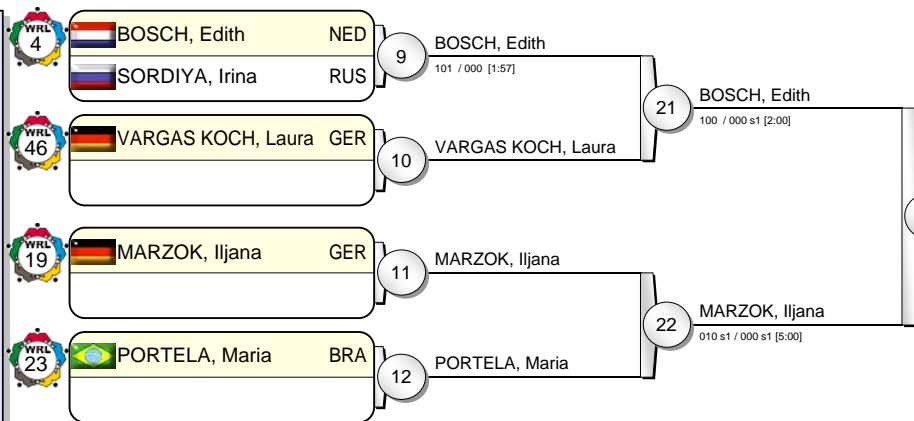 WRL
4
BOSCH, Edith NED
SORDIYA, Irina RUS
9
BOSCH, Edith
101 / 000 [1:57]
21
BOSCH, Edith
100 / 000 s1 [2:00]
WRL
46
VARGAS KOCH, Laura GER
10
VARGAS KOCH, Laura
WRL
19
MARZOK, Iljana GER
11
MARZOK, Iljana
22
MARZOK, Iljana
010 s1 / 000 s1 [5:00]
WRL
23
PORTELA, Maria BRA
12
PORTELA, Maria